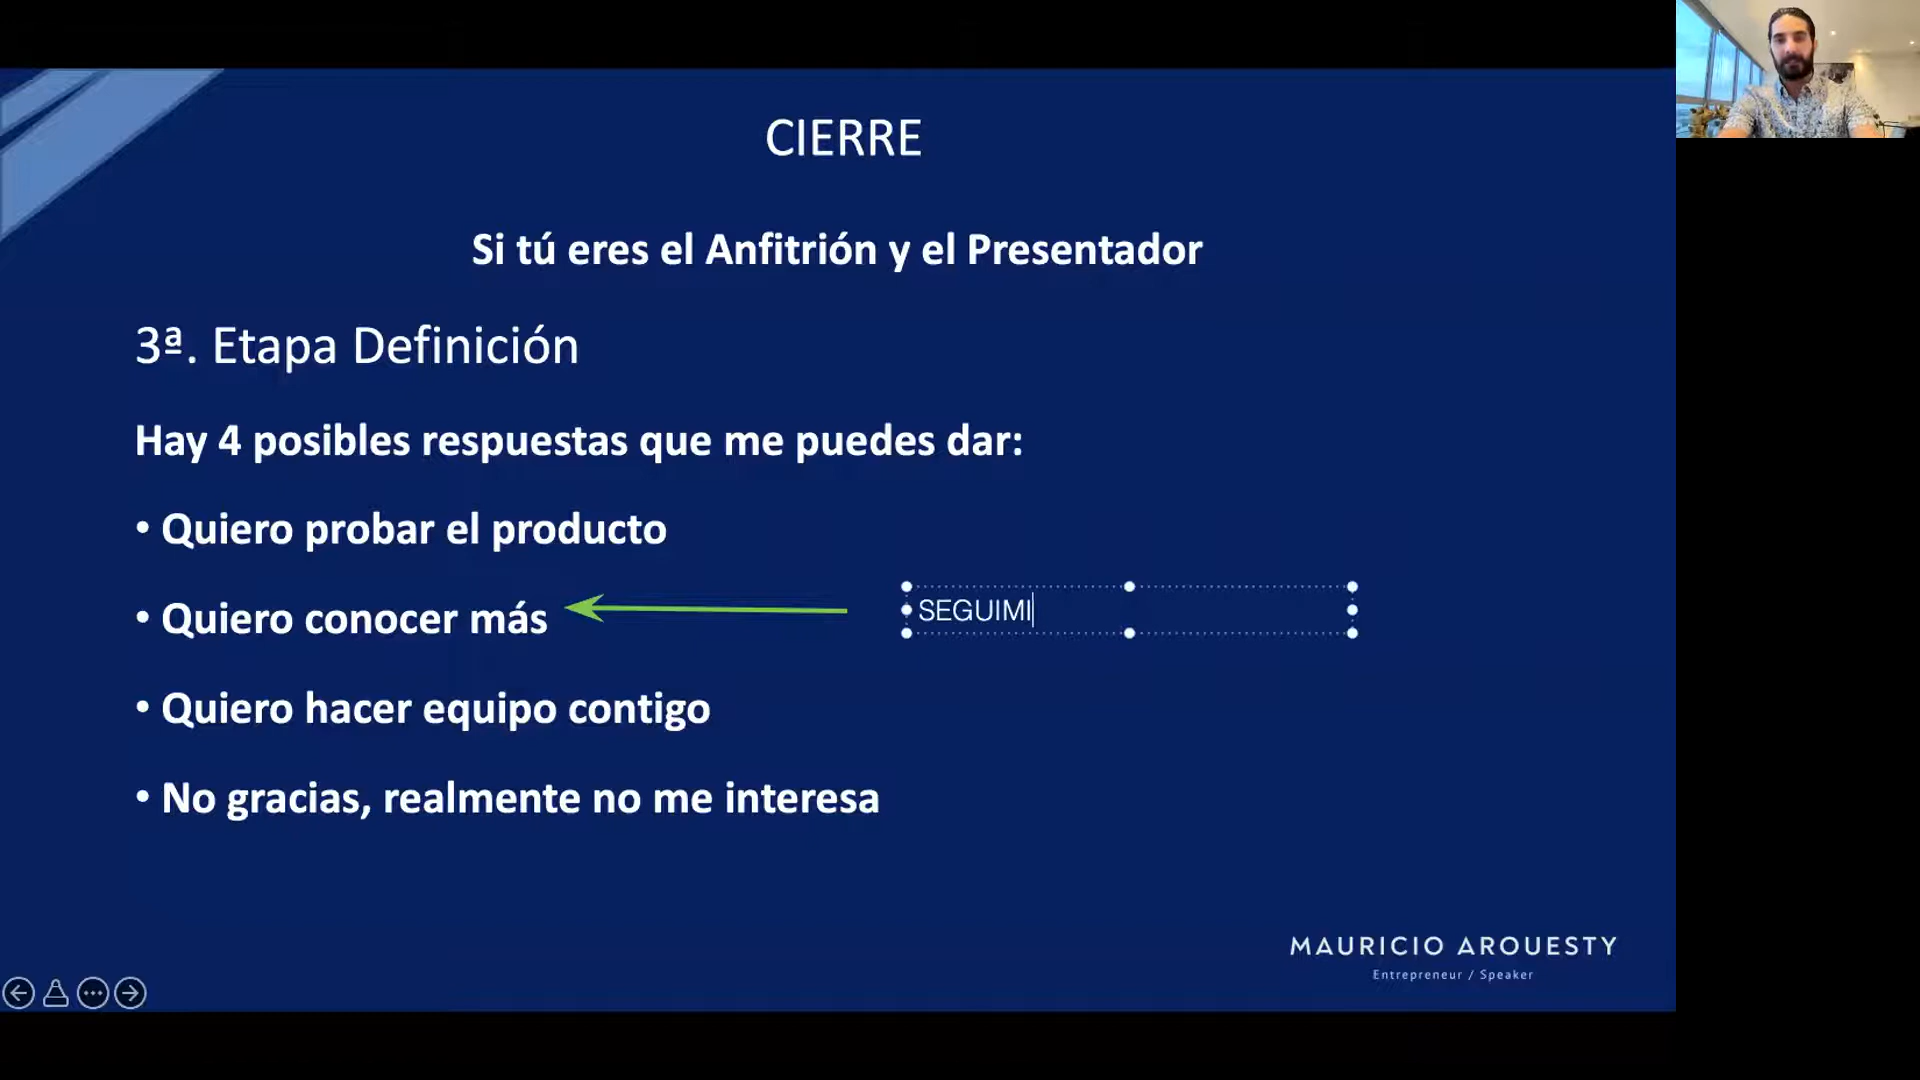 CIERRE
Si tú eres el Anfitrión y el Presentador
3ª. Etapa Definición
Hay 4 posibles respuestas que me puedes dar:
• Quiero probar el producto
• Quiero conocer más
SEGUIMI
• Quiero hacer equipo contigo
• No gracias, realmente no me interesa
MAURICIO AROUESTY
Entrepreneur / Speaker